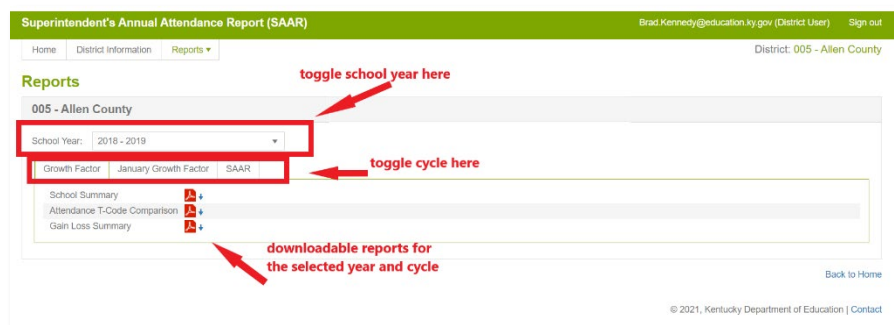 Superintendent's Annual Attendance Report (SAAR)
Brad.Kennedy@education.ky.gov (District User) Sign out
Home District Information Reports
District: 005 - Allen County
toggle school year here
Reports
005 - Allen County
School Year: 2018 - 2019
toggle cycle here
Growth Factor January Growth Factor SAAR
School Summary
Attendance T-Code Comparison
Gain Loss Summary
downloadable reports for
the selected year and cycle
Back to Home
© 2021, Kentucky Department of Education | Contact